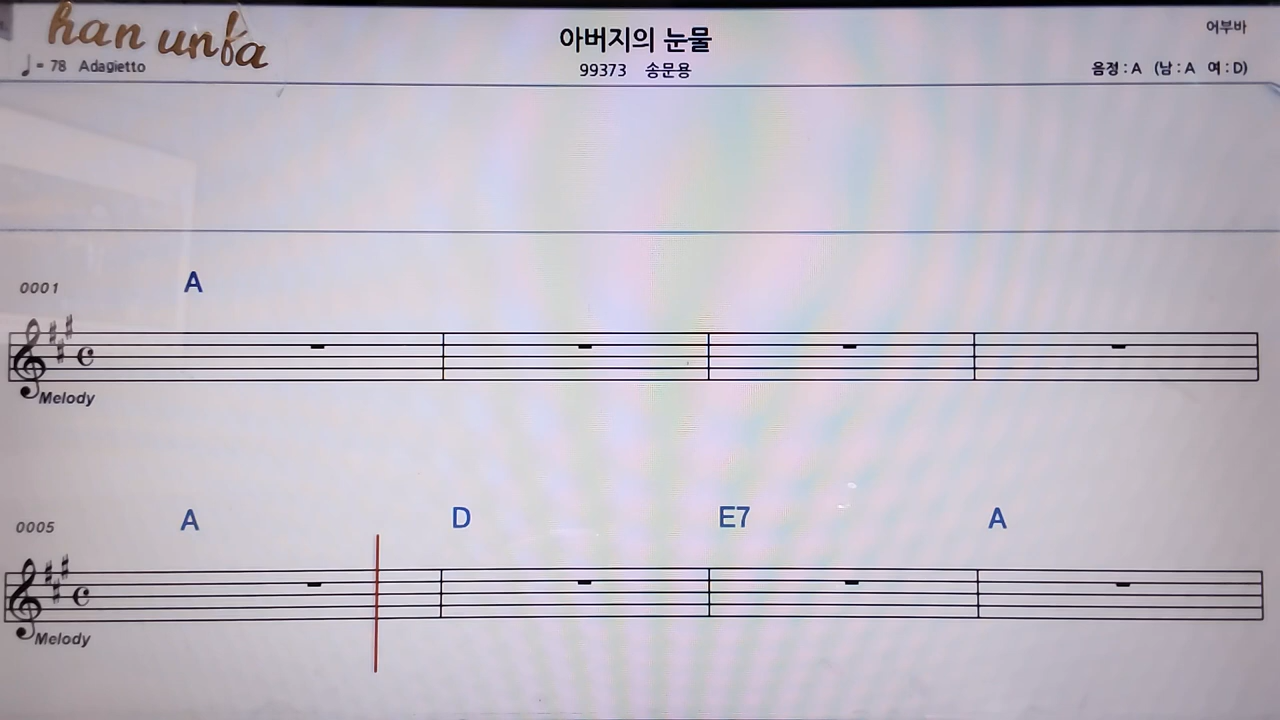 han unfa
아버지의 눈물
어부바
♩ = 78 Adagietto
99373 송문용
음정 : A (남 : A 여 : D)
0001 A
Melody
0005 A D E7 A
Melody